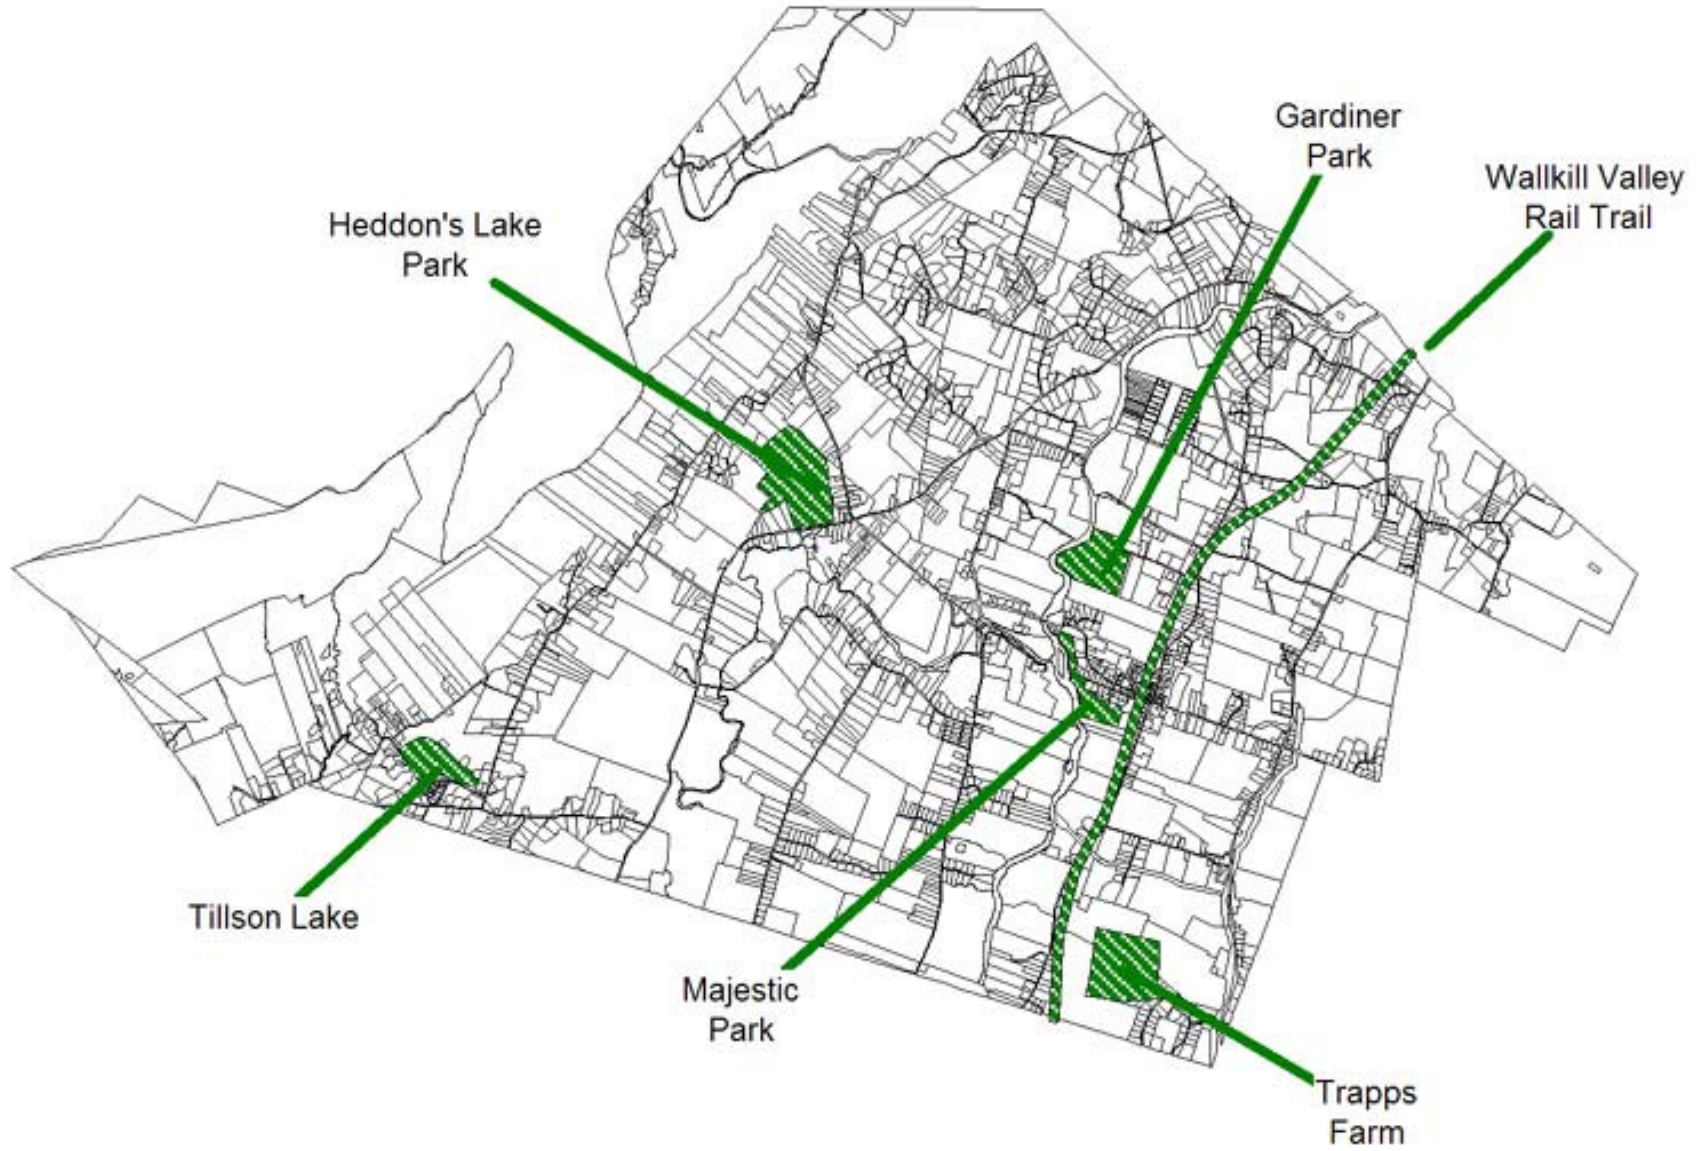 Gardiner
Park
Wallkill Valley
Rail Trail
Heddon's Lake
Park
Tillson Lake
Majestic
Park
Trapps
Farm